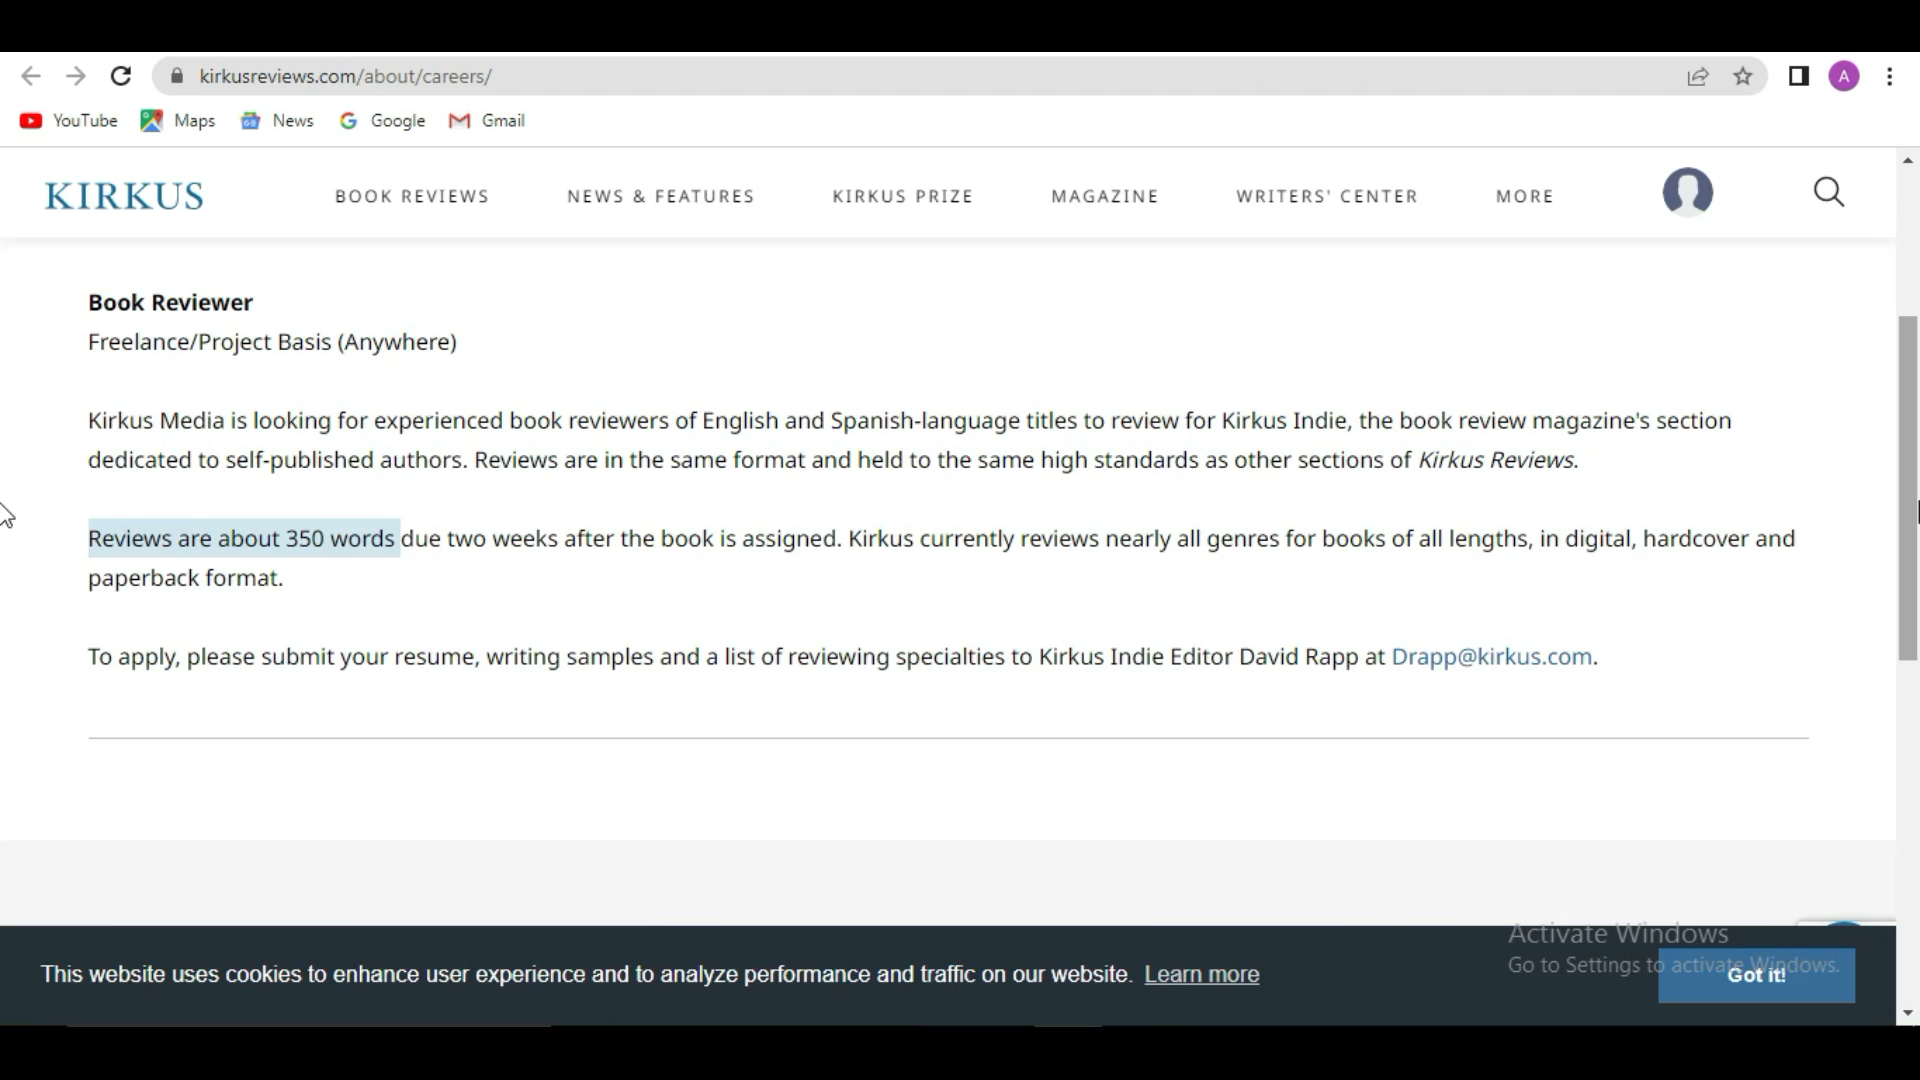 kirkusreviews.com/about/careers/
A
YouTube
Maps
News
Google
Gmail
KIRKUS
BOOK REVIEWS
NEWS & FEATURES
KIRKUS PRIZE
MAGAZINE
WRITERS' CENTER
MORE
Book Reviewer
Freelance/Project Basis (Anywhere)
Kirkus Media is looking for experienced book reviewers of English and Spanish-language titles to review for Kirkus Indie, the book review magazine's section
dedicated to self-published authors. Reviews are in the same format and held to the same high standards as other sections of Kirkus Reviews.
Reviews are about 350 words due two weeks after the book is assigned. Kirkus currently reviews nearly all genres for books of all lengths, in digital, hardcover and
paperback format.
To apply, please submit your resume, writing samples and a list of reviewing specialties to Kirkus Indie Editor David Rapp at Drapp@kirkus.com.
Activate Windows
Go to Settings to activate Windows.
This website uses cookies to enhance user experience and to analyze performance and traffic on our website. Learn more
Got it!